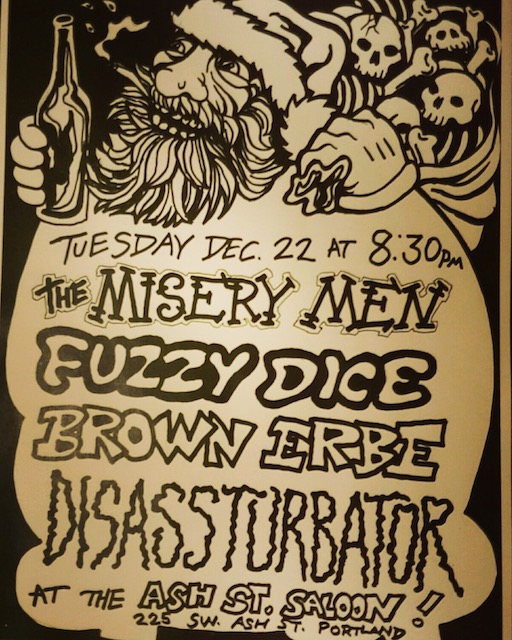 TUESDAY DEC. 22 AT 8:30PM
THE MISERY MEN
FUZZY DICE
BROWN ERBE
DISASSTURBATOR
AT THE ASH ST. SALOON!
225 SW. ASH ST. PORTLAND